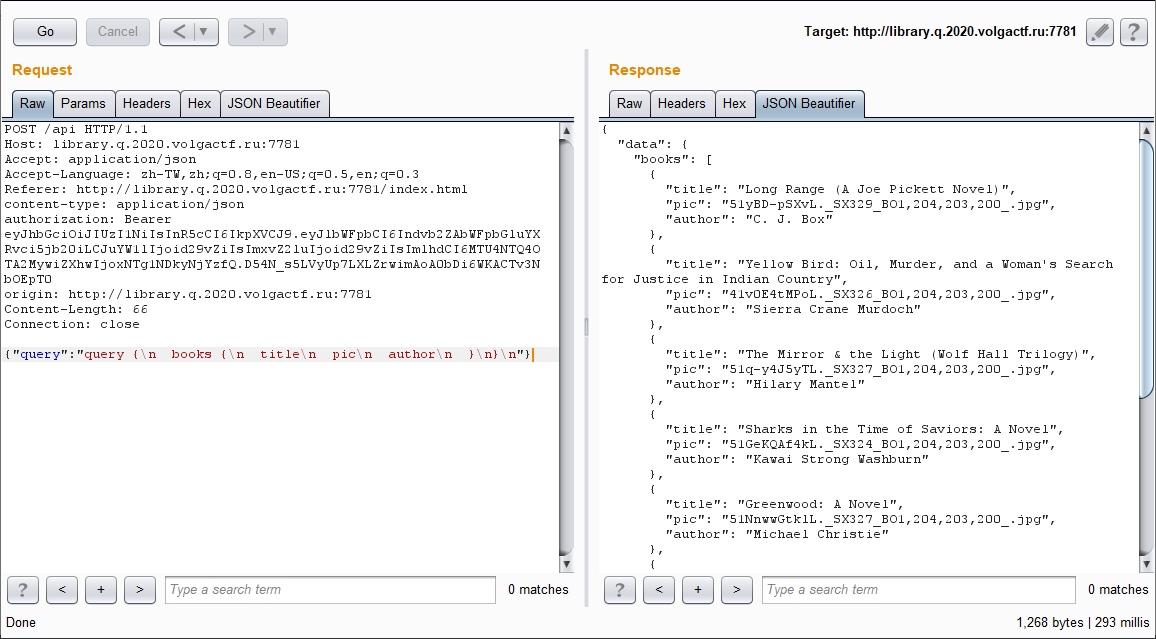 Go
Cancel
<
>
Target: http://library.q.2020.volgactf.ru:7781
?
Request
Raw Params Headers Hex JSON Beautifier
POST /api HTTP/1.1
Host: library.q.2020.volgactf.ru:7781
Accept: application/json
Accept-Language: zh-TW,zh;q=0.8,en-US;q=0.5,en;q=0.3
Referer: http://library.q.2020.volgactf.ru:7781/index.html
content-type: application/json
authorization: Bearer
origin: http://library.q.2020.volgactf.ru:7781
Content-Length: 66
Connection: close
{"query":"query {\n  books {\n  title\n  pic\n  author\n  }\n}\n"}
? < + > Type a search term 0 matches
Done
Response
Raw Headers Hex JSON Beautifier
{
"data": {
"books": [
{
"title": "Long Range (A Joe Pickett Novel)",
"pic": "51yBD-pSXvL._SX329_BO1,204,203,200_.jpg",
"author": "C. J. Box"
},
{
"title": "Yellow Bird: Oil, Murder, and a Woman's Search
for Justice in Indian Country",
"pic": "41vOE4tMPoL._SX326_BO1,204,203,200_.jpg",
"author": "Sierra Crane Murdoch"
},
{
"title": "The Mirror & the Light (Wolf Hall Trilogy)",
"pic": "51q-y4J5yTL._SX327_BO1,204,203,200_.jpg",
"author": "Hilary Mantel"
},
{
"title": "Sharks in the Time of Saviors: A Novel",
"pic": "51GeKQAf4kL._SX324_BO1,204,203,200_.jpg",
"author": "Kawai Strong Washburn"
},
{
"title": "Greenwood: A Novel",
"pic": "51NnwwGtklL._SX327_BO1,204,203,200_.jpg",
"author": "Michael Christie"
},
{
? < + > Type a search term 0 matches
1,268 bytes | 293 millis